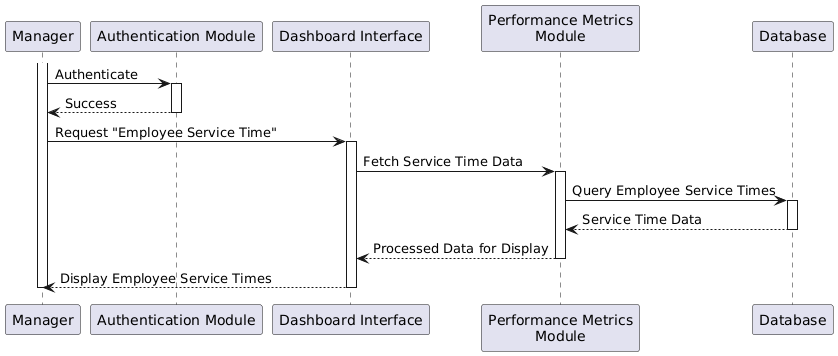 Manager
Authentication Module
Dashboard Interface
Performance Metrics
Module
Database
Authenticate
Success
Request "Employee Service Time"
Fetch Service Time Data
Query Employee Service Times
Service Time Data
Processed Data for Display
Display Employee Service Times
Manager
Authentication Module
Dashboard Interface
Performance Metrics
Module
Database